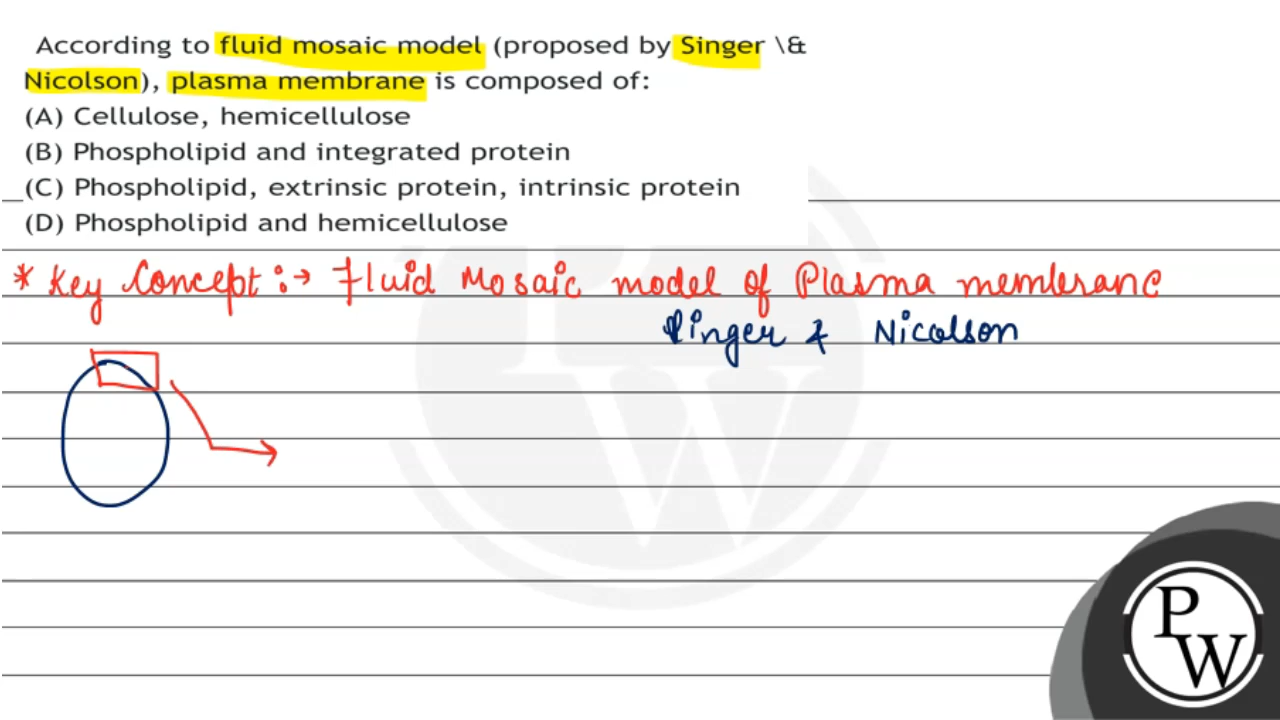 According to fluid mosaic model (proposed by Singer \&
Nicolson), plasma membrane is composed of:
(A) Cellulose, hemicellulose
(B) Phospholipid and integrated protein
(C) Phospholipid, extrinsic protein, intrinsic protein
(D) Phospholipid and hemicellulose
* Key Concept :→ Fluid Mosaic model of Plasma membrane
Singer & Nicolson
PW